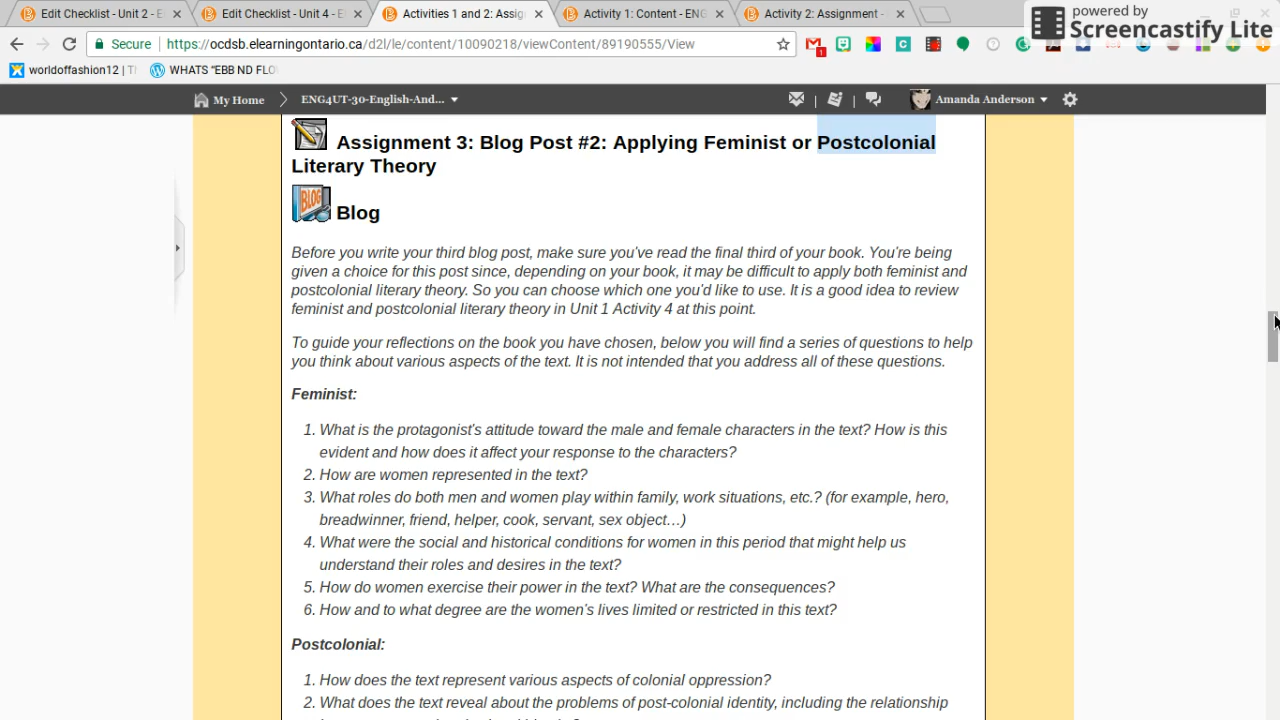 Edit Checklist - Unit 2 - E
Edit Checklist - Unit 4 - E
Activities 1 and 2: Assig
Activity 1: Content - ENG
Activity 2: Assignment -
powered by
Screencastify Lite
Secure
https://ocdsb.elearningontario.ca/d2l/le/content/10090218/viewContent/89190555/View
1
worldoffashion12 | T
WHATS "EBB ND FLO
My Home
ENG4UT-30-English-And...
Amanda Anderson
Assignment 3: Blog Post #2: Applying Feminist or Postcolonial
Literary Theory
BLOG
Blog
Before you write your third blog post, make sure you've read the final third of your book. You're being
given a choice for this post since, depending on your book, it may be difficult to apply both feminist and
postcolonial literary theory. So you can choose which one you'd like to use. It is a good idea to review
feminist and postcolonial literary theory in Unit 1 Activity 4 at this point.
To guide your reflections on the book you have chosen, below you will find a series of questions to help
you think about various aspects of the text. It is not intended that you address all of these questions.
Feminist:
1. What is the protagonist's attitude toward the male and female characters in the text? How is this
evident and how does it affect your response to the characters?
2. How are women represented in the text?
3. What roles do both men and women play within family, work situations, etc.? (for example, hero,
breadwinner, friend, helper, cook, servant, sex object…)
4. What were the social and historical conditions for women in this period that might help us
understand their roles and desires in the text?
5. How do women exercise their power in the text? What are the consequences?
6. How and to what degree are the women's lives limited or restricted in this text?
Postcolonial:
1. How does the text represent various aspects of colonial oppression?
2. What does the text reveal about the problems of post-colonial identity, including the relationship